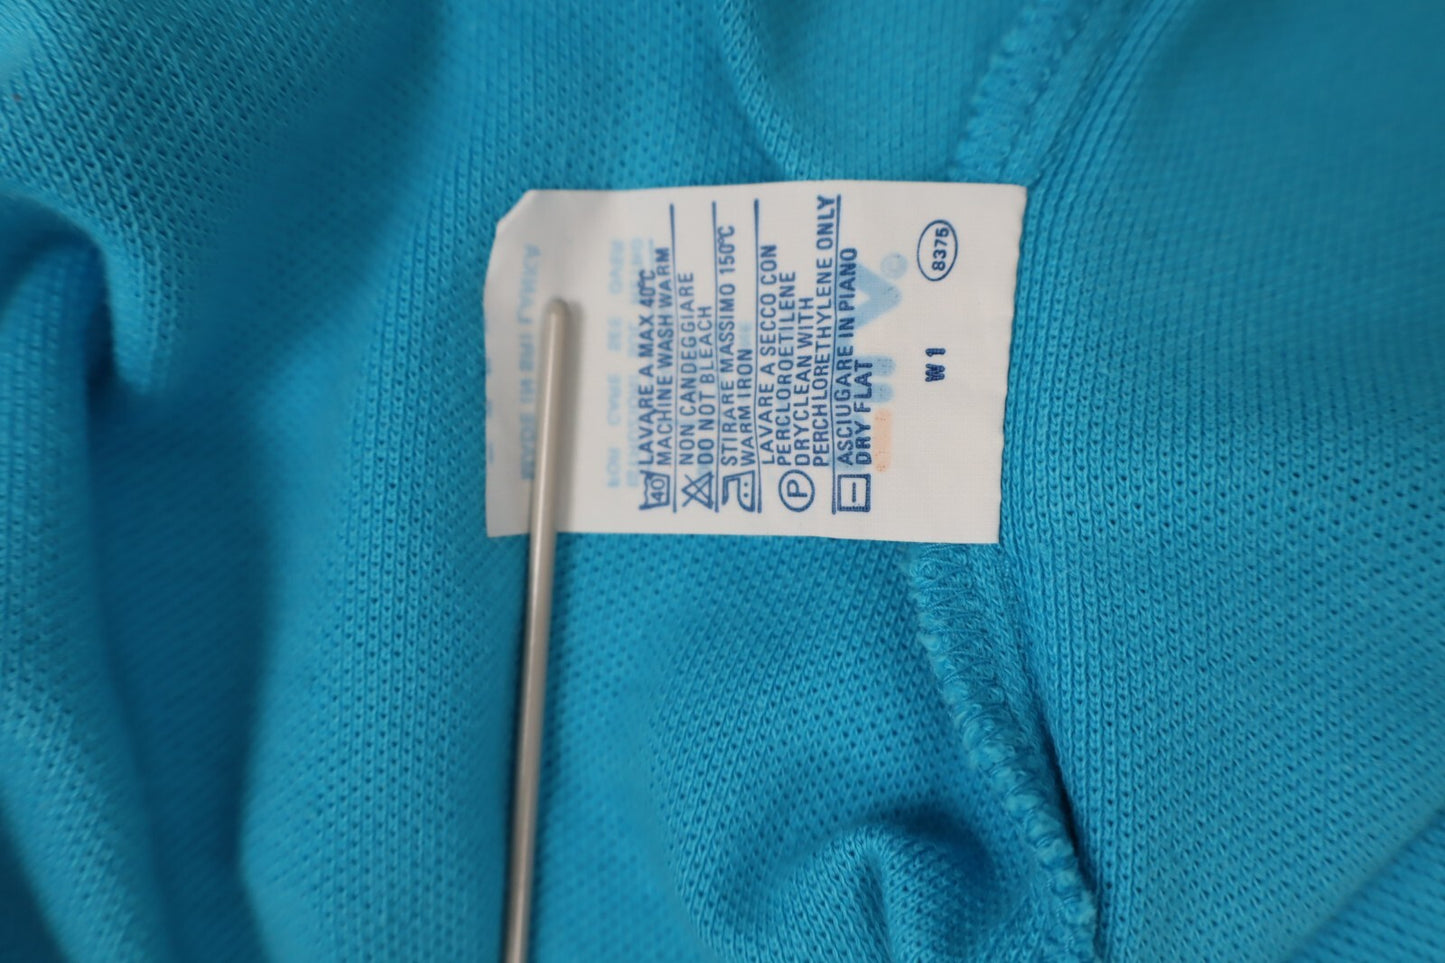 40 LAVARE A MAX 40°C
MACHINE WASH WARM
NON CANDEGGIARE
DO NOT BLEACH
STIRARE MASSIMO 150°C
WARM IRON
LAVARE A SECCO CON
PERCLOROETILENE
P DRYCLEAN WITH
PERCHLORETHYLENE ONLY
ASCIUGARE IN PIANO
DRY FLAT
W1
8375